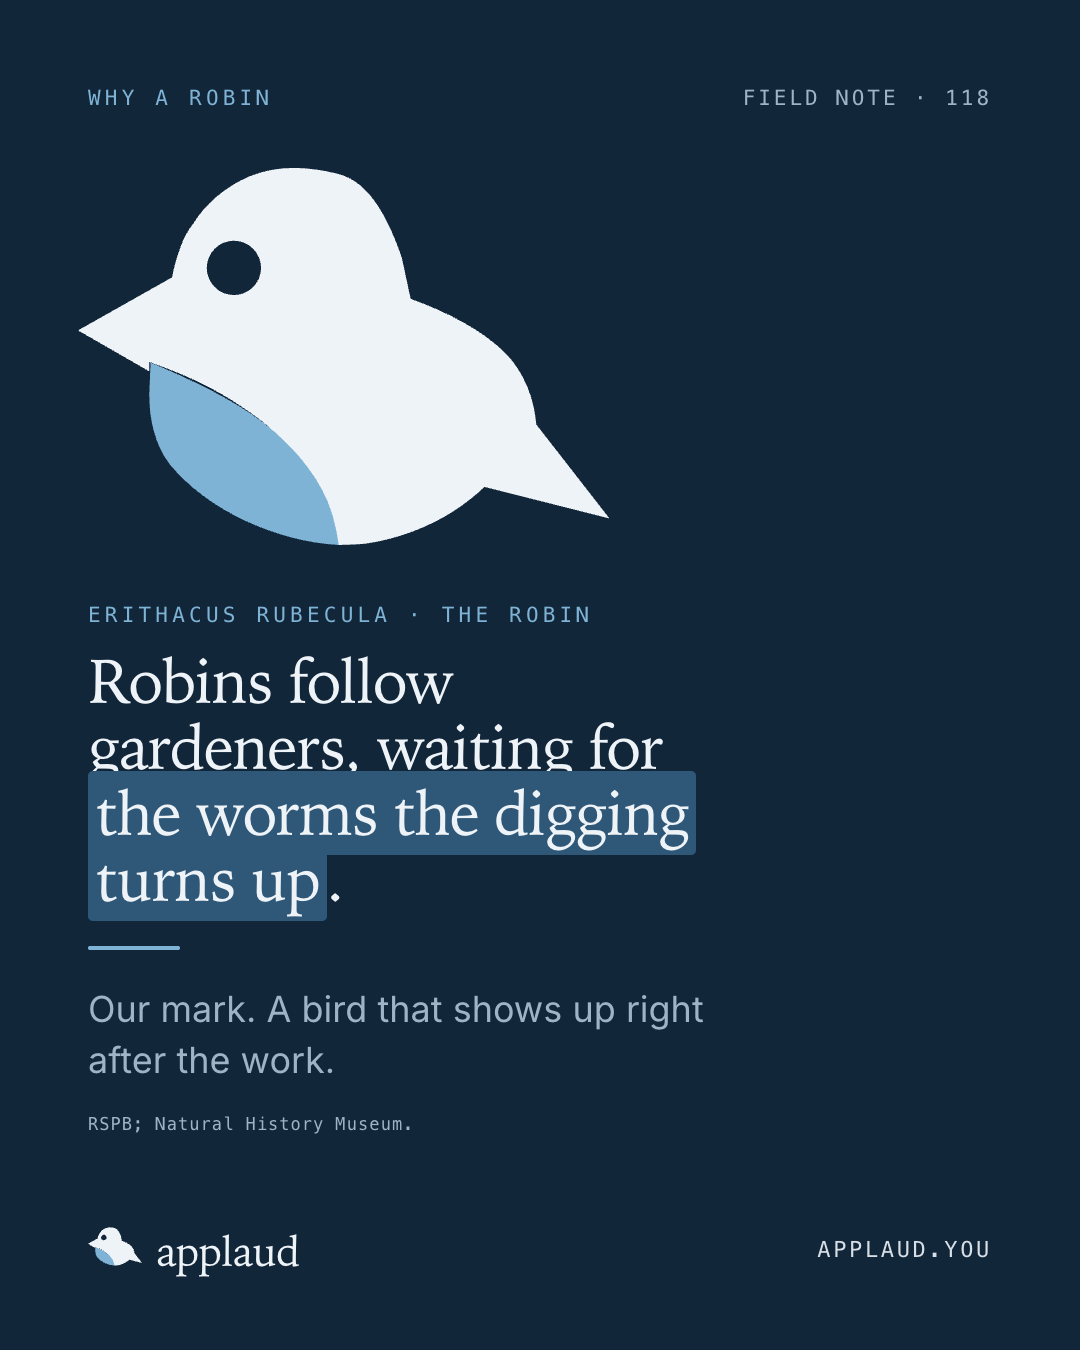 WHY A ROBIN
FIELD NOTE · 118
ERITHACUS RUBECULA · THE ROBIN
Robins follow
gardeners, waiting for
the worms the digging
turns up.
Our mark. A bird that shows up right
after the work.
RSPB; Natural History Museum.
applaud
APPLAUD.YOU